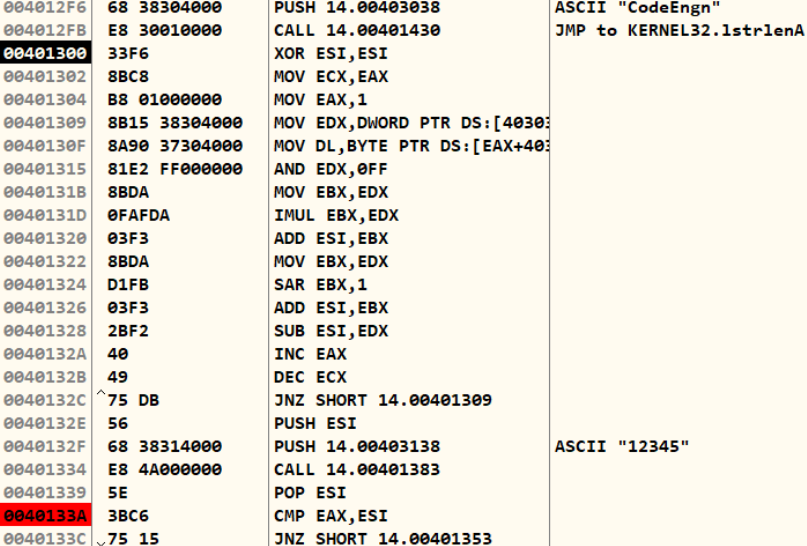 004012F6 68 38304000 PUSH 14.00403038 ASCII "CodeEngn"
004012FB E8 30010000 CALL 14.00401430 JMP to KERNEL32.lstrlenA
00401300 33F6 XOR ESI,ESI
00401302 8BC8 MOV ECX,EAX
00401304 B8 01000000 MOV EAX,1
00401309 8B15 38304000 MOV EDX,DWORD PTR DS:[40303
0040130F 8A90 37304000 MOV DL,BYTE PTR DS:[EAX+403
00401315 81E2 FF000000 AND EDX,0FF
0040131B 8BDA MOV EBX,EDX
0040131D 0FAFDA IMUL EBX,EDX
00401320 03F3 ADD ESI,EBX
00401322 8BDA MOV EBX,EDX
00401324 D1FB SAR EBX,1
00401326 03F3 ADD ESI,EBX
00401328 2BF2 SUB ESI,EDX
0040132A 40 INC EAX
0040132B 49 DEC ECX
0040132C ^75 DB JNZ SHORT 14.00401309
0040132E 56 PUSH ESI
0040132F 68 38314000 PUSH 14.00403138 ASCII "12345"
00401334 E8 4A000000 CALL 14.00401383
00401339 5E POP ESI
0040133A 3BC6 CMP EAX,ESI
0040133C 75 15 JNZ SHORT 14.00401353